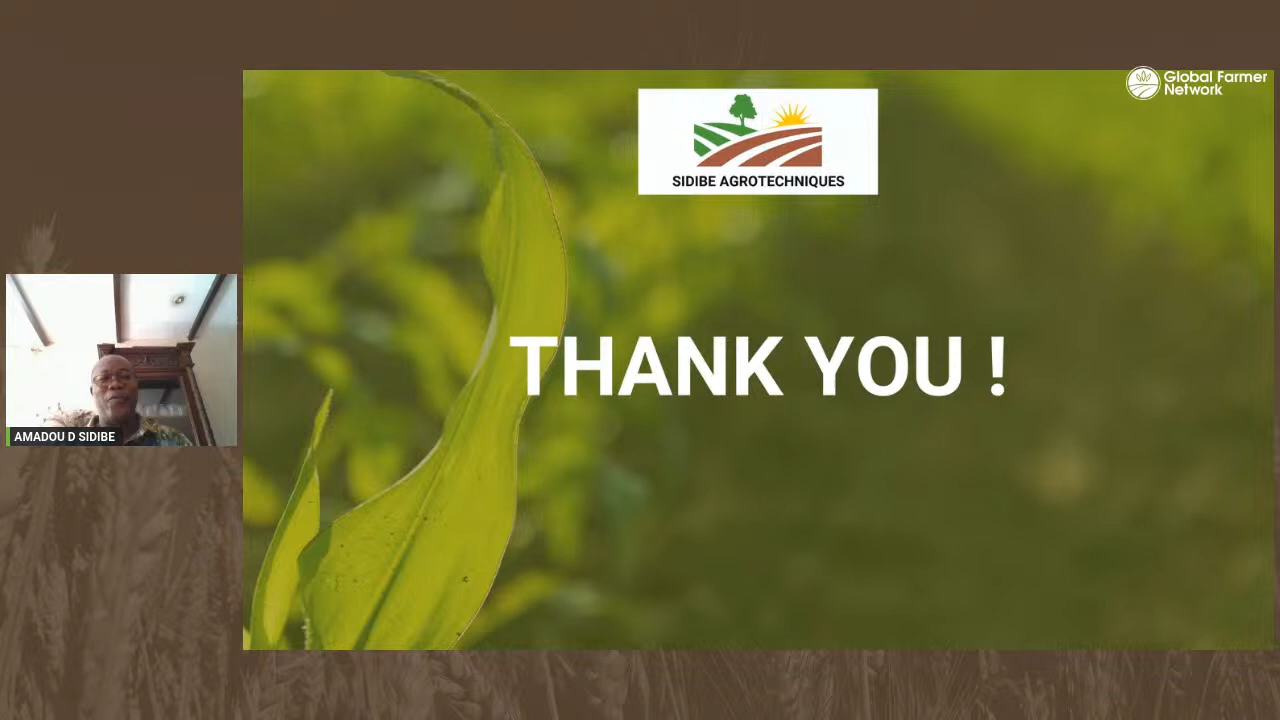 Global Farmer
Network
SIDIBE AGROTECHNIQUES
THANK YOU !
AMADOU D SIDIBE